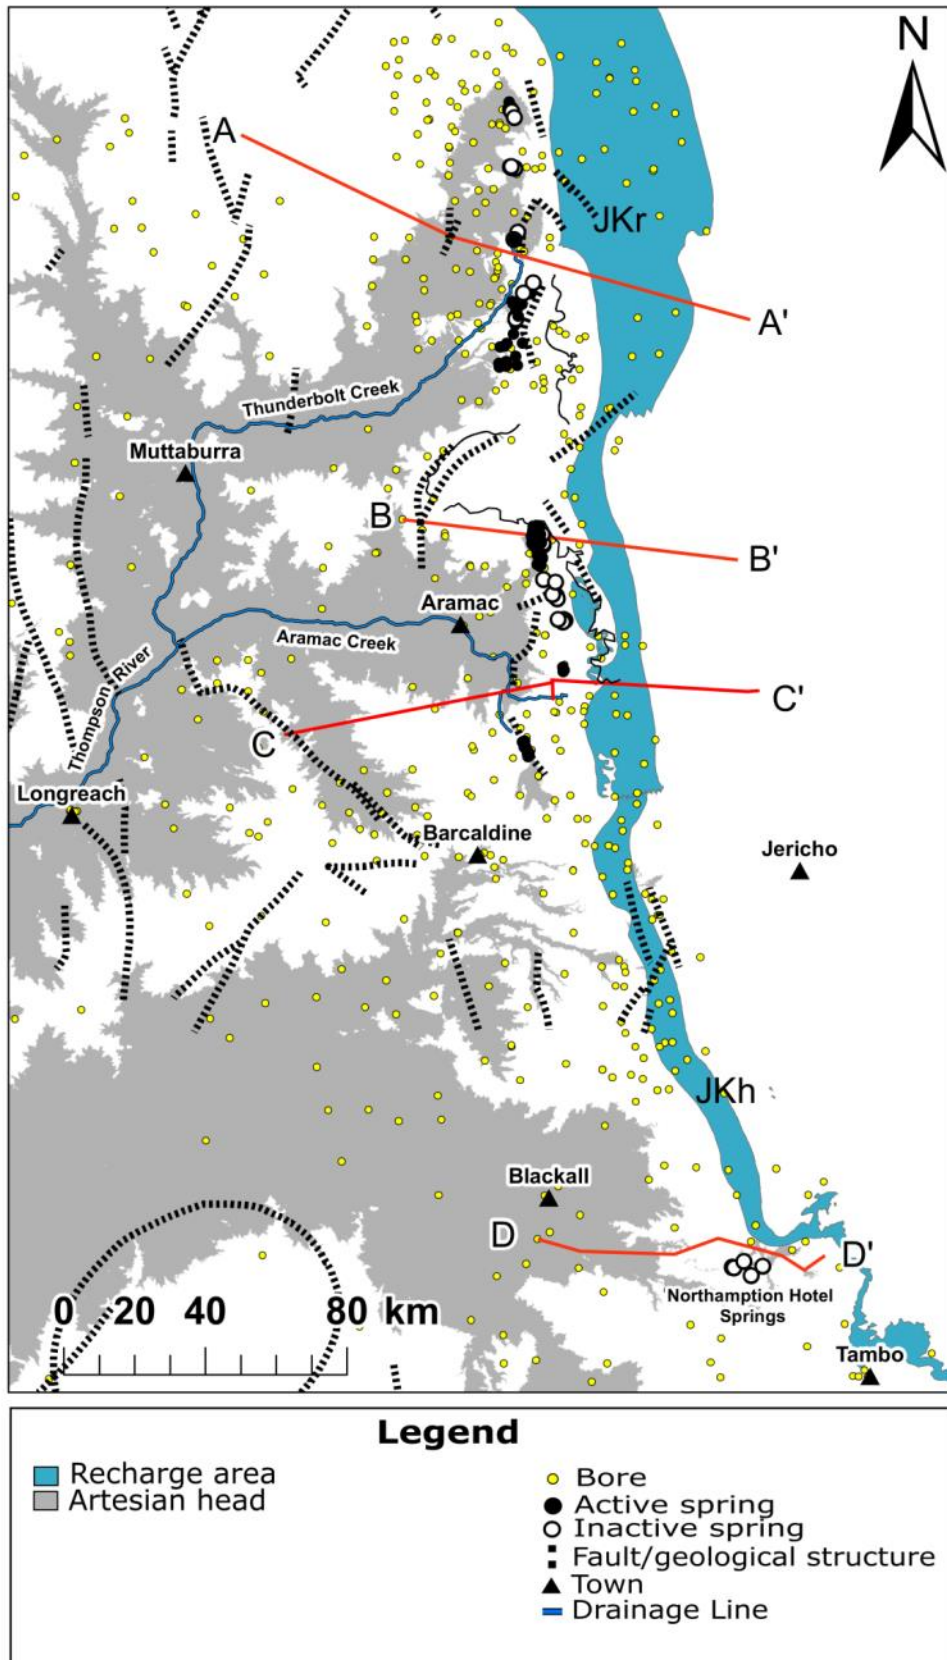 N
A
JKr
A'
Thunderbolt Creek
Muttaburra
B
B'
Aramac
Aramac Creek
Thompson River
C'
C
Longreach
Barcaldine
Jericho
JKh
Blackall
D
D'
Northamption Hotel
Springs
0 20 40 80 km
Tambo
Legend
Recharge area
Artesian head
Bore
Active spring
Inactive spring
Fault/geological structure
Town
Drainage Line